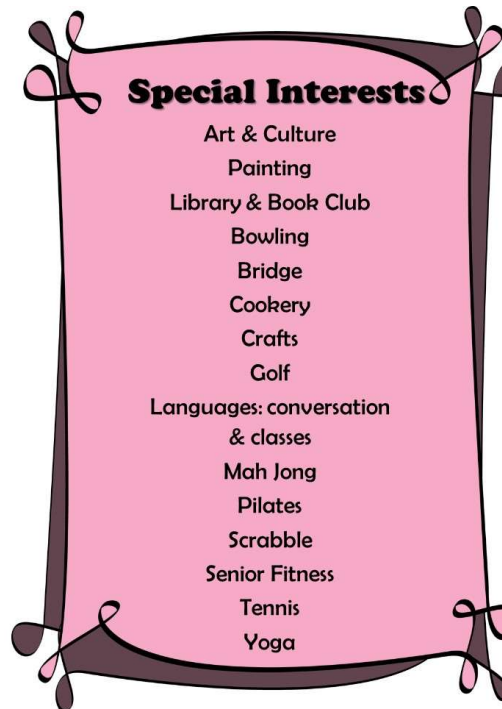 Special Interests
Art & Culture
Painting
Library & Book Club
Bowling
Bridge
Cookery
Crafts
Golf
Languages: conversation
& classes
Mah Jong
Pilates
Scrabble
Senior Fitness
Tennis
Yoga